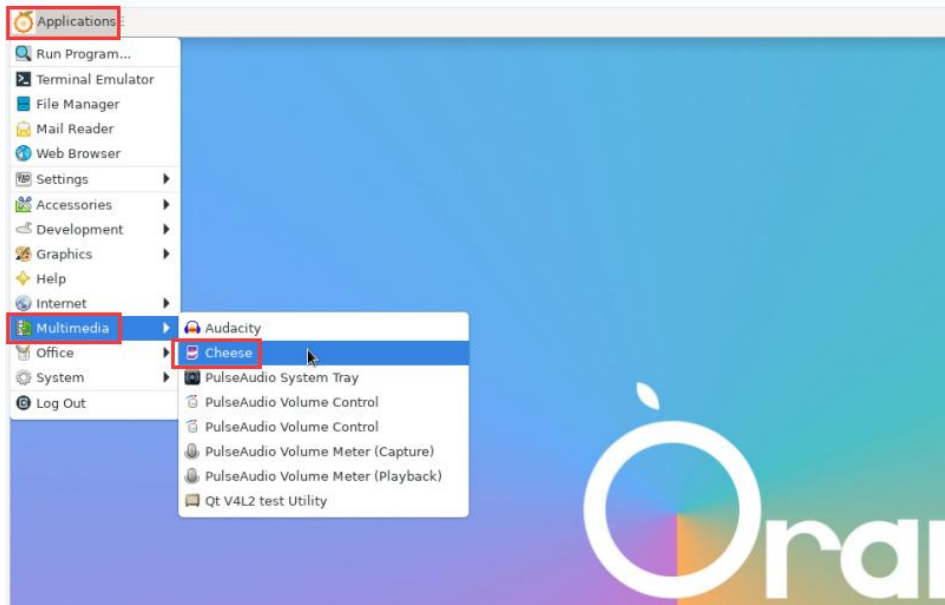 Applications
Run Program...
Terminal Emulator
File Manager
Mail Reader
Web Browser
Settings
Accessories
Development
Graphics
Help
Internet
Multimedia
Office
System
Log Out
Audacity
Cheese
PulseAudio System Tray
PulseAudio Volume Control
PulseAudio Volume Control
PulseAudio Volume Meter (Capture)
PulseAudio Volume Meter (Playback)
Qt V4L2 test Utility